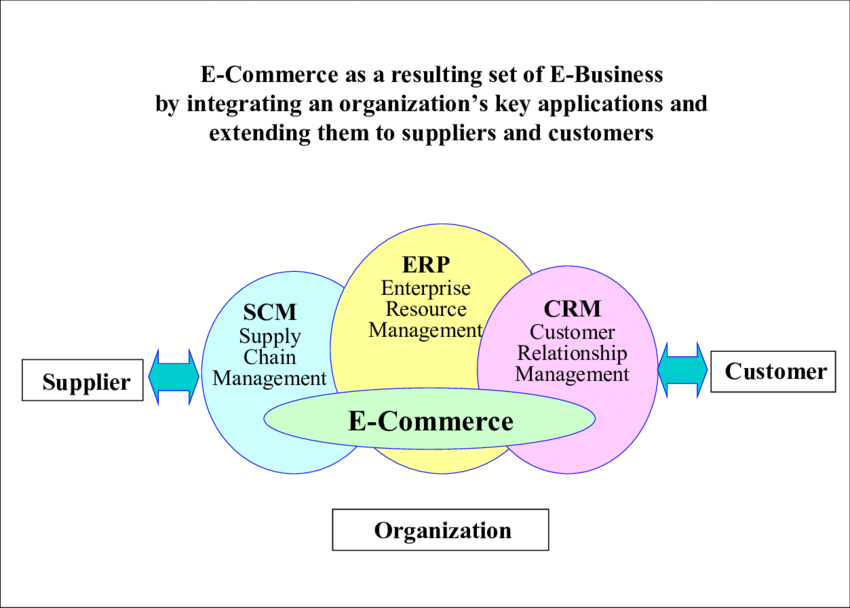 E-Commerce as a resulting set of E-Business
by integrating an organization’s key applications and
extending them to suppliers and customers
ERP
Enterprise
Resource
Management
SCM
Supply
Chain
Management
CRM
Customer
Relationship
Management
Supplier
Customer
E-Commerce
Organization